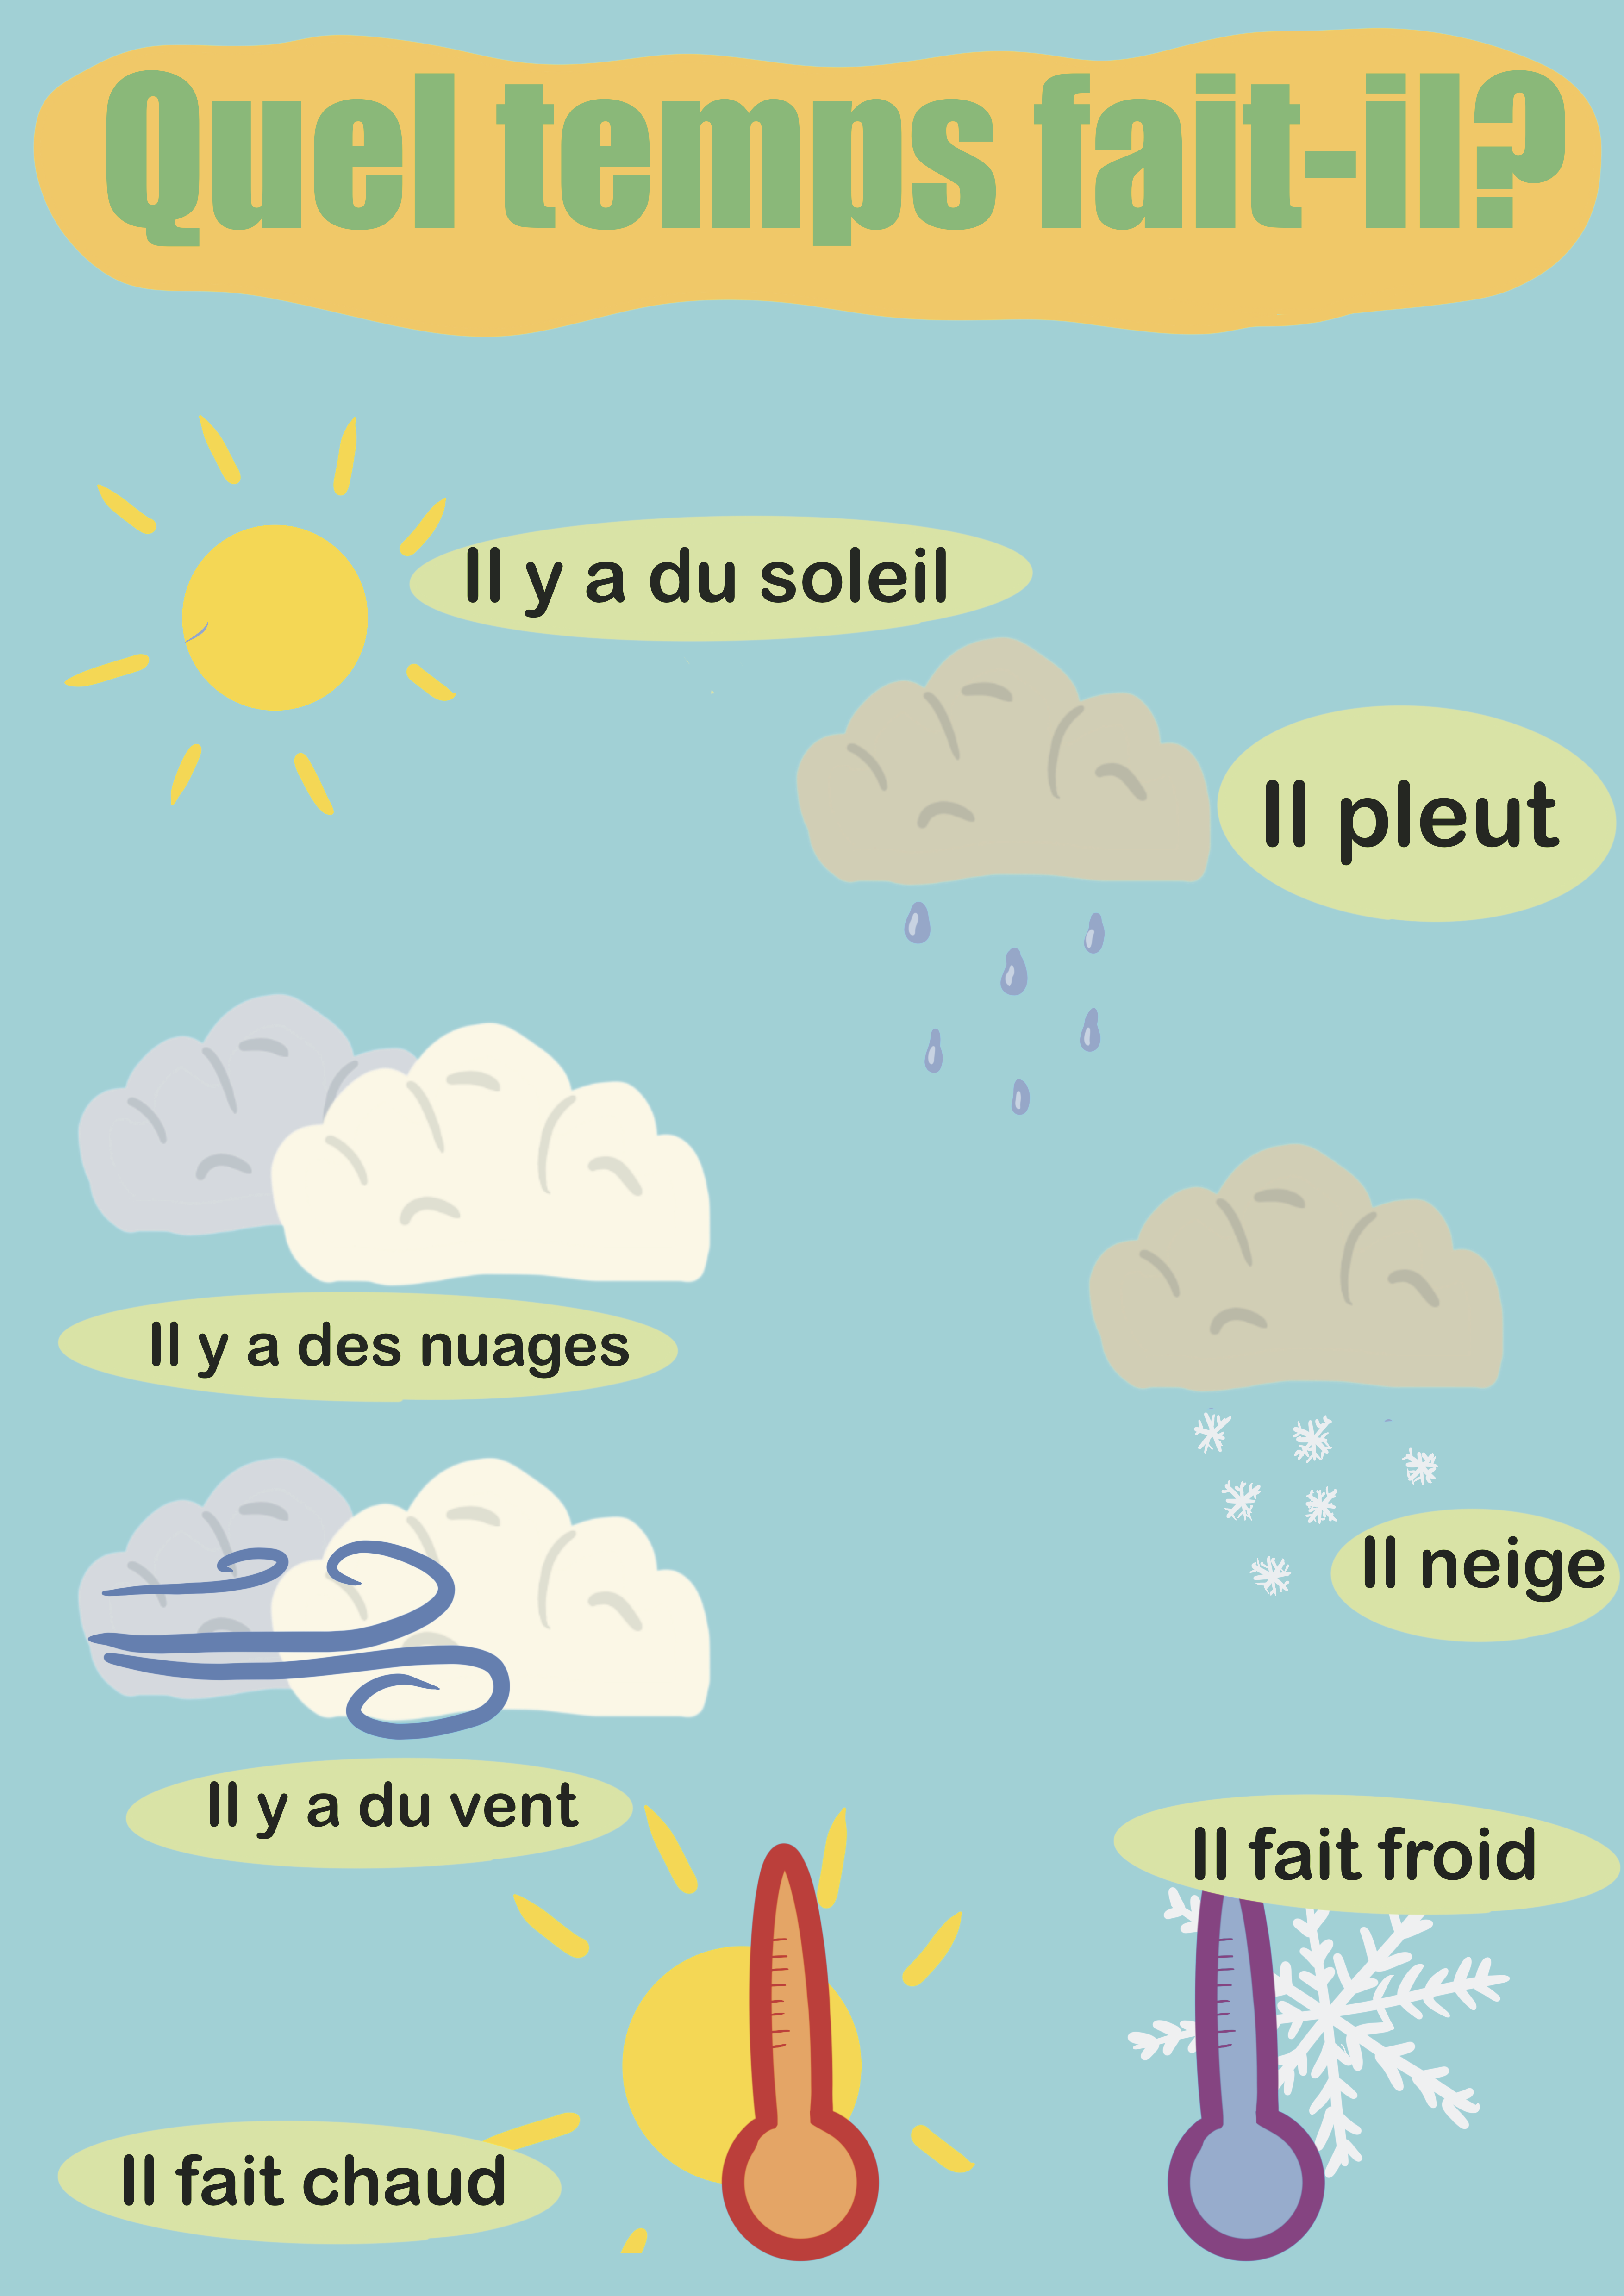 Quel temps fait-il?
Il y a du soleil
Il pleut
Il y a des nuages
Il neige
Il y a du vent
Il fait froid
Il fait chaud